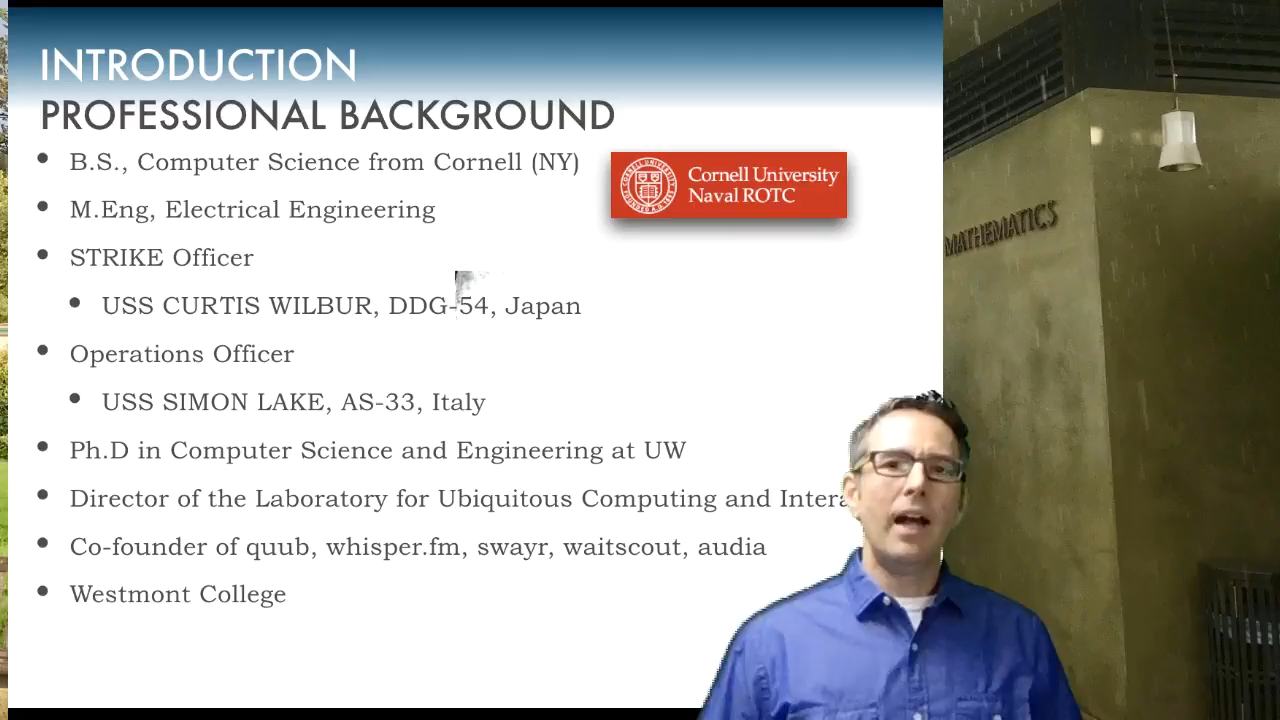 INTRODUCTION
PROFESSIONAL BACKGROUND
B.S., Computer Science from Cornell (NY)
Cornell University
Naval ROTC
M.Eng, Electrical Engineering
STRIKE Officer
USS CURTIS WILBUR, DDG-54, Japan
Operations Officer
USS SIMON LAKE, AS-33, Italy
Ph.D in Computer Science and Engineering at UW
Director of the Laboratory for Ubiquitous Computing and
Co-founder of quub, whisper.fm, swayr, waitscout, audia
Westmont College
MATHEMATICS